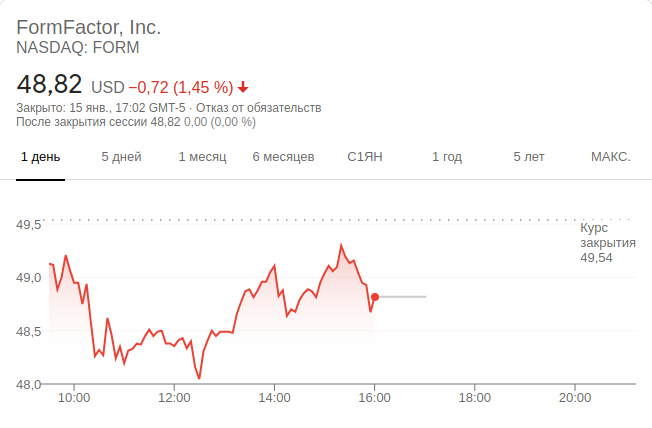 FormFactor, Inc.
NASDAQ: FORM
48,82 USD −0,72 (1,45 %)
Закрыто: 15 янв., 17:02 GMT-5 · Отказ от обязательств
После закрытия сессии 48,82 0,00 (0,00 %)
1 день 5 дней 1 месяц 6 месяцев С1ЯН 1 год 5 лет МАКС.
49,5
Курс
закрытия
49,54
49,0
48,5
48,0
10:00 12:00 14:00 16:00 18:00 20:00